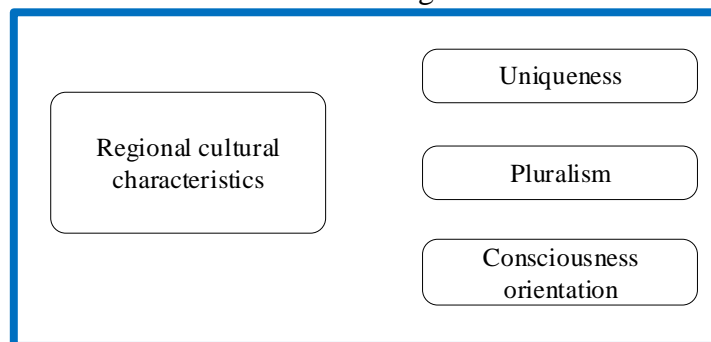 Uniqueness
Regional cultural
characteristics
Pluralism
Consciousness
orientation